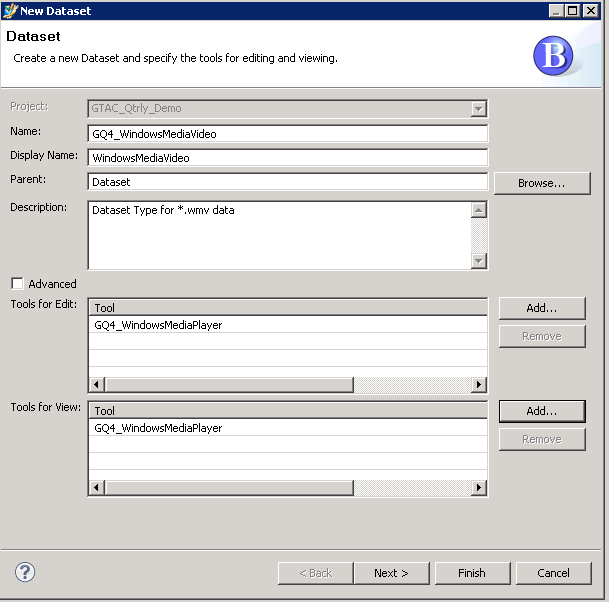 New Dataset
Dataset
Create a new Dataset and specify the tools for editing and viewing.
B
Project: GTAC_Qtrly_Demo
Name: GQ4_WindowsMediaVideo
Display Name: WindowsMediaVideo
Parent: Dataset Browse...
Description: Dataset Type for *.wmv data
Advanced
Tools for Edit: Tool Add...
GQ4_WindowsMediaPlayer Remove
Tools for View: Tool Add...
GQ4_WindowsMediaPlayer Remove
? < Back Next > Finish Cancel